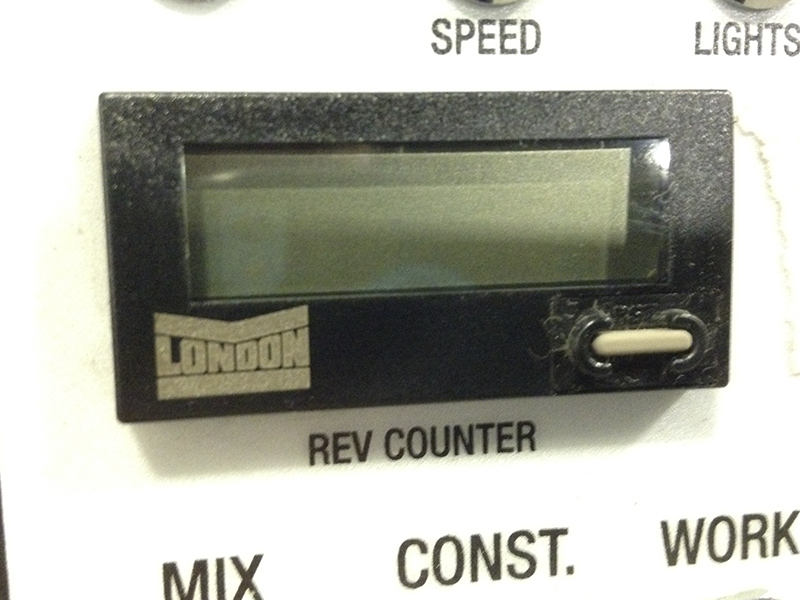 SPEED
LIGHTS
LONDON
REV COUNTER
MIX
CONST.
WORK